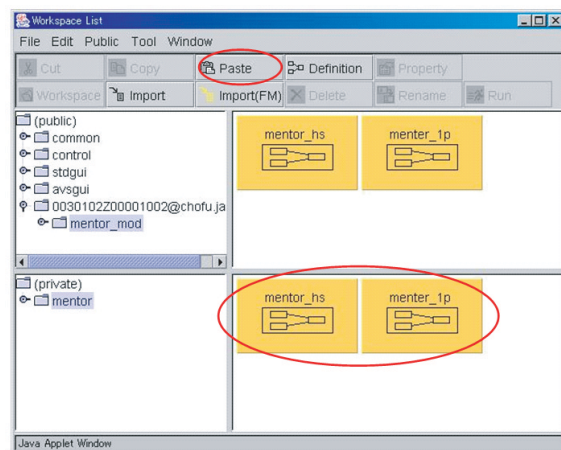 Workspace List
File Edit Public Tool Window
Cut Copy Paste Definition Property
Workspace Import Import(FM) Delete Rename Run
(public)
common
control
stdgui
avsgui
0030102Z00001002@chofu.ja
mentor_mod
mentor_hs menter_1p
(private)
mentor
mentor_hs menter_1p
Java Applet Window